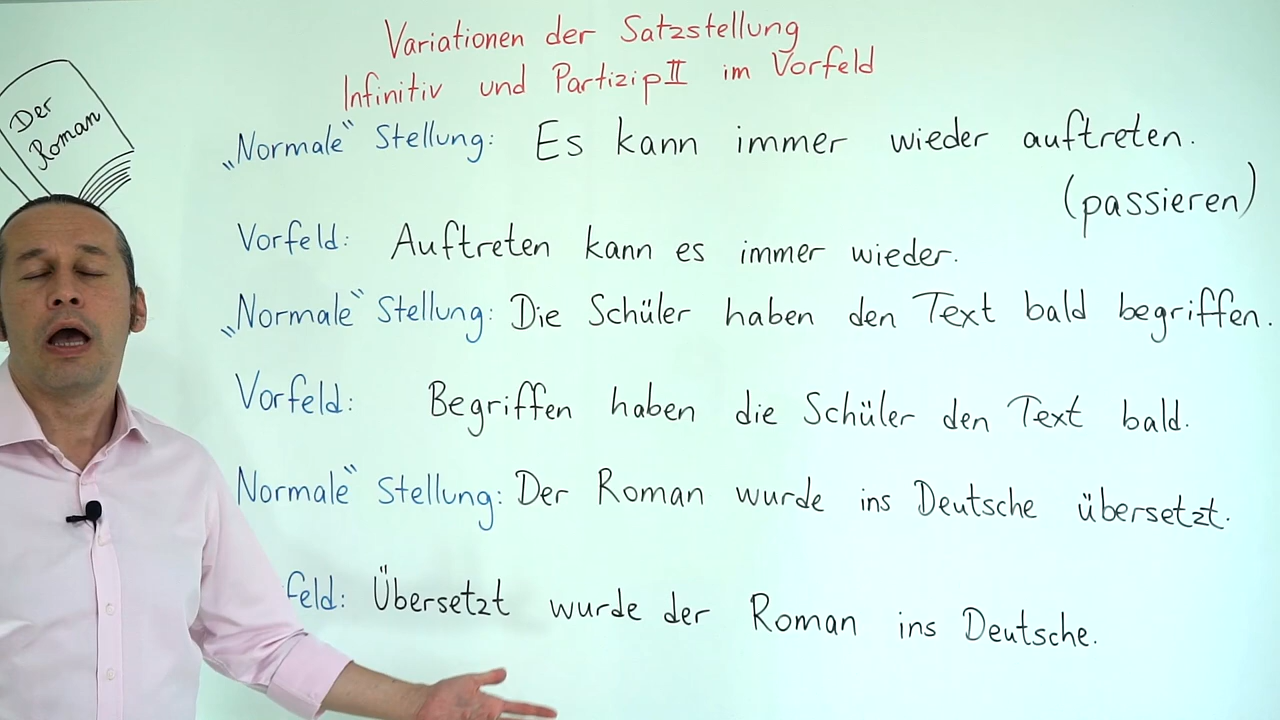 Variationen der Satzstellung
Infinitiv und Partizip II im Vorfeld
Der
Roman
„Normale“ Stellung: Es kann immer wieder auftreten.
(passieren)
Vorfeld: Auftreten kann es immer wieder.
„Normale“ Stellung: Die Schüler haben den Text bald begriffen.
Vorfeld: Begriffen haben die Schüler den Text bald.
Normale“ Stellung: Der Roman wurde ins Deutsche übersetzt.
feld: Übersetzt wurde der Roman ins Deutsche.